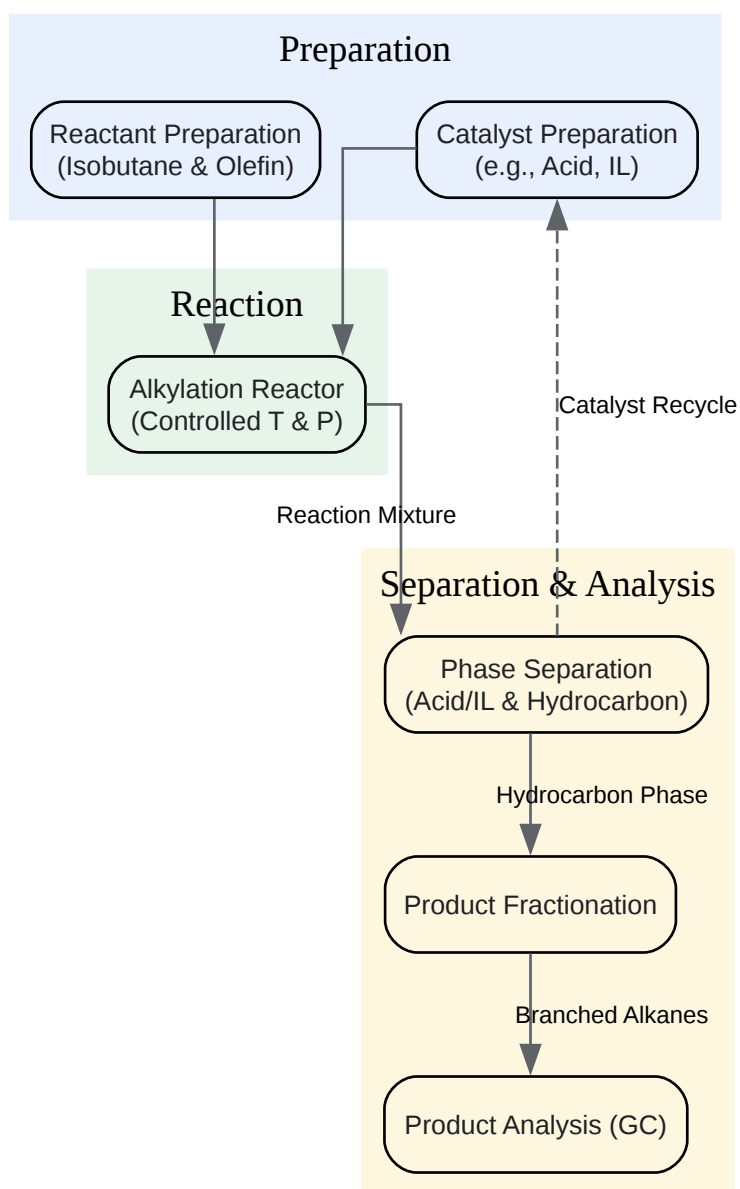 Preparation
Reactant Preparation
(Isobutane & Olefin)
Catalyst Preparation
(e.g., Acid, IL)
Reaction
Alkylation Reactor
(Controlled T & P)
Catalyst Recycle
Reaction Mixture
Separation & Analysis
Phase Separation
(Acid/IL & Hydrocarbon)
Hydrocarbon Phase
Product Fractionation
Branched Alkanes
Product Analysis (GC)